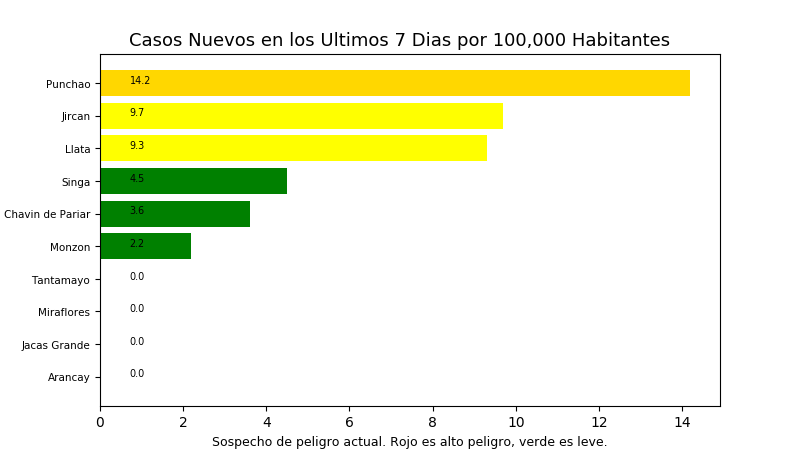 Casos Nuevos en los Ultimos 7 Dias por 100,000 Habitantes
Punchao 14.2
Jircan 9.7
Llata 9.3
Singa 4.5
Chavin de Pariar 3.6
Monzon 2.2
Tantamayo 0.0
Miraflores 0.0
Jacas Grande 0.0
Arancay 0.0
0 2 4 6 8 10 12 14
Sospecho de peligro actual. Rojo es alto peligro, verde es leve.